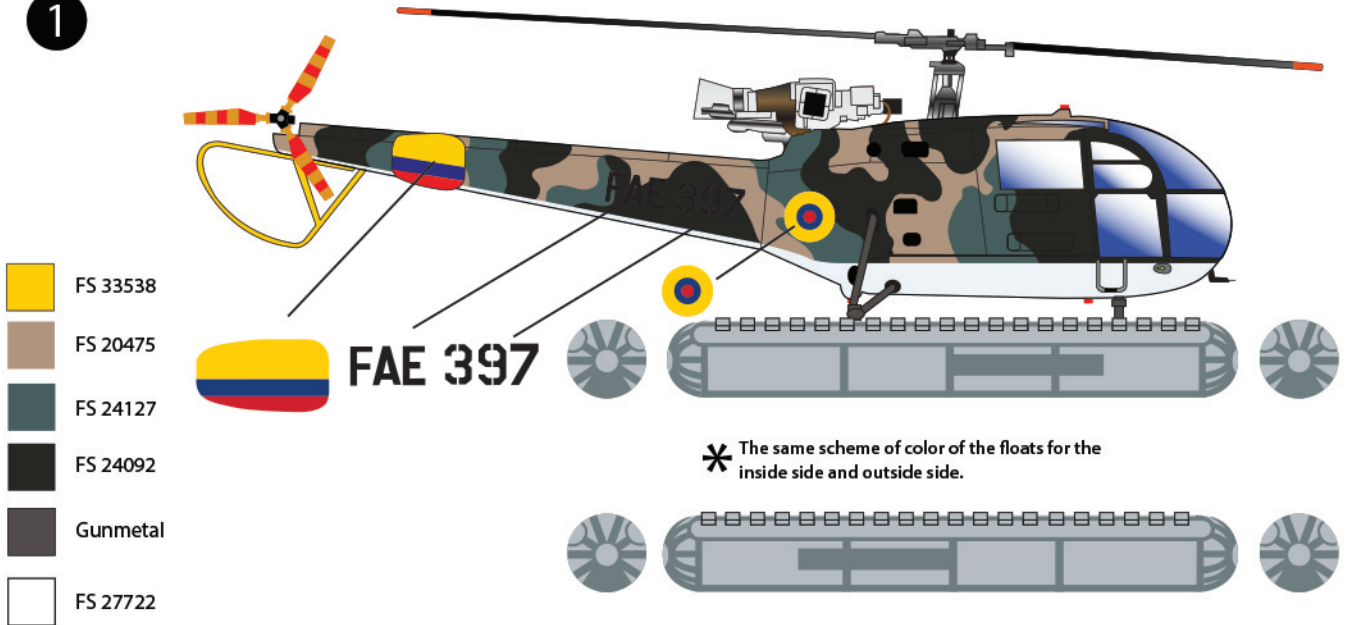 1
FAE 397
FS 33538
FS 20475
FS 24127
FS 24092
Gunmetal
FS 27722
FAE 397
* The same scheme of color of the floats for the
inside side and outside side.